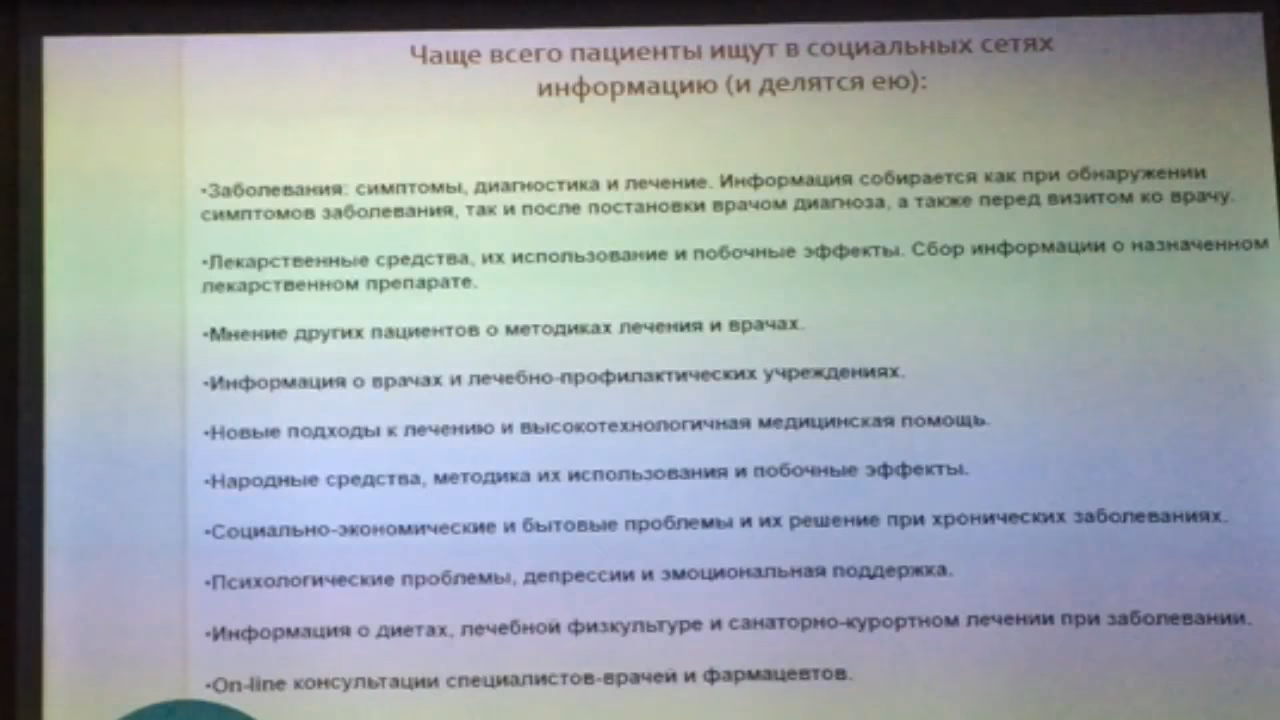 Чаще всего пациенты ищут в социальных сетях
информацию (и делятся ею):
•Заболевания: симптомы, диагностика и лечение. Информация собирается как при обнаружении
симптомов заболевания, так и после постановки врачом диагноза, а также перед визитом ко врачу.
•Лекарственные средства, их использование и побочные эффекты. Сбор информации о назначенном
лекарственном препарате.
•Мнение других пациентов о методиках лечения и врачах.
•Информация о врачах и лечебно-профилактических учреждениях.
•Новые подходы к лечению и высокотехнологичная медицинская помощь.
•Народные средства, методика их использования и побочные эффекты.
•Социально-экономические и бытовые проблемы и их решение при хронических заболеваниях.
•Психологические проблемы, депрессии и эмоциональная поддержка.
•Информация о диетах, лечебной физкультуре и санаторно-курортном лечении при заболевании.
•On-line консультации специалистов-врачей и фармацевтов.